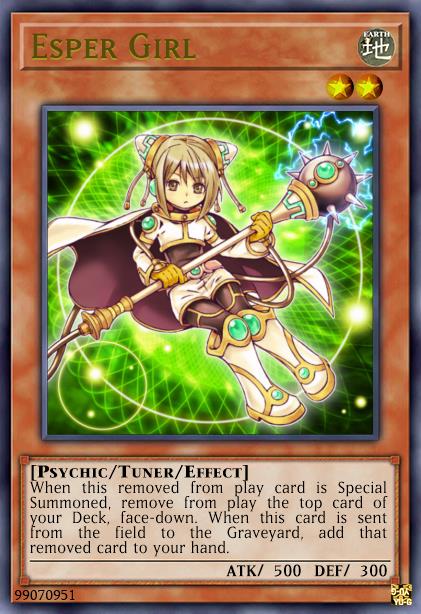 Esper Girl
EARTH
地
[Psychic/Tuner/Effect]
When this removed from play card is Special
Summoned, remove from play the top card of
your Deck, face-down. When this card is sent
from the field to the Graveyard, add that
removed card to your hand.
ATK/ 500 DEF/ 300
99070951